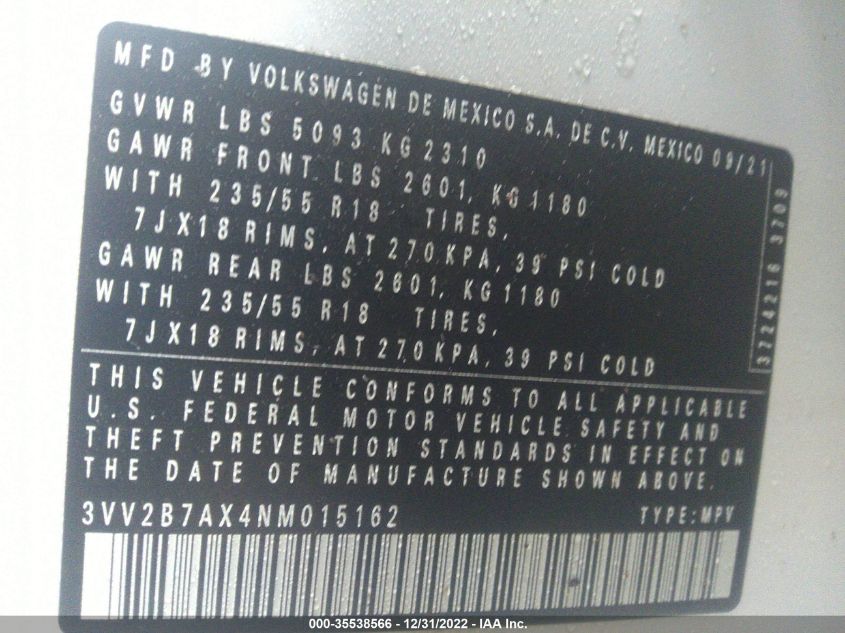 MFD BY VOLKSWAGEN DE MEXICO S.A. DE C.V. MEXICO 09/21
GVWR LBS 5093 KG 2310
GAWR FRONT LBS 2601, KG 1180
WITH 235/55 R18 TIRES,
7JX18 RIMS, AT 270 KPA, 39 PSI COLD
GAWR REAR LBS 2601, KG 1180
WITH 235/55 R18 TIRES,
7JX18 RIMS, AT 270 KPA, 39 PSI COLD
3224216 3709
THIS VEHICLE CONFORMS TO ALL APPLICABLE
U.S. FEDERAL MOTOR VEHICLE SAFETY AND
THEFT PREVENTION STANDARDS IN EFFECT ON
THE DATE OF MANUFACTURE SHOWN ABOVE.
3VV2B7AX4NM015162 TYPE:MPV
000-35538566 - 12/31/2022 - IAA Inc.